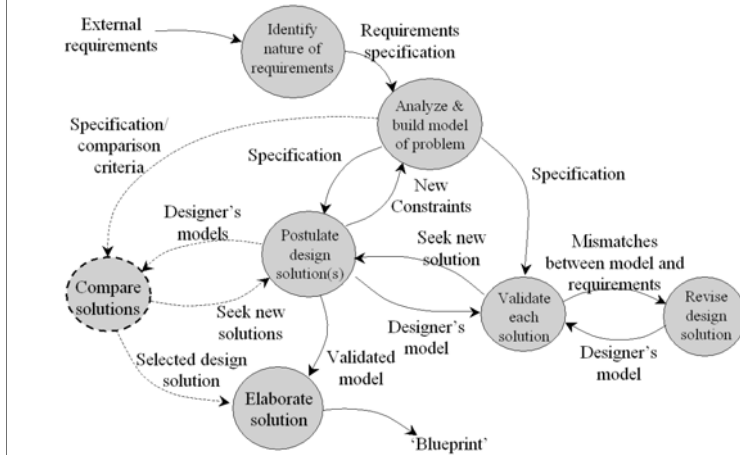 External
requirements
Identify
nature of
requirements
Requirements
specification
Analyze &
build model
of problem
Specification/
comparison
criteria
Specification
New
Constraints
Specification
Designer's
models
Postulate
design
solution(s)
Seek new
solution
Mismatches
between model and
requirements
Compare
solutions
Seek new
solutions
Designer's
model
Validate
each
solution
Revise
design
solution
Designer's
model
Selected design
solution
Validated
model
Elaborate
solution
‘Blueprint’